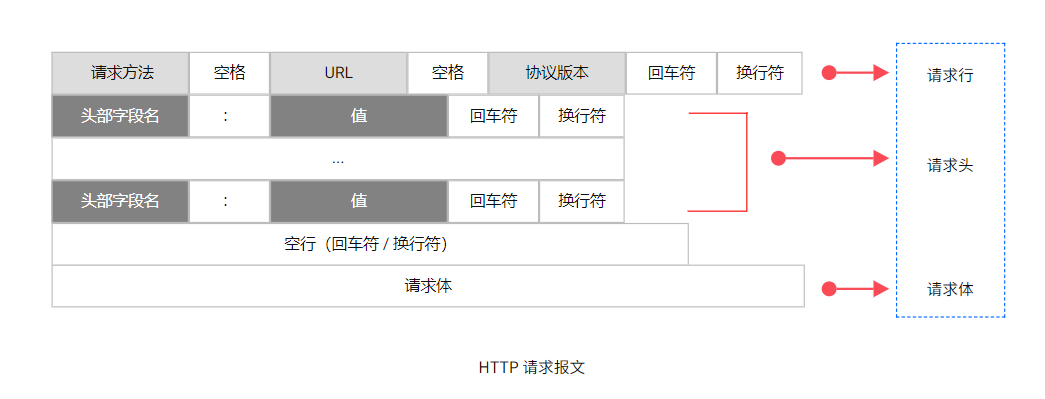 请求方法 空格 URL 空格 协议版本 回车符 换行符 请求行
头部字段名 : 值 回车符 换行符
... 请求头
头部字段名 : 值 回车符 换行符
空行（回车符 / 换行符）
请求体 请求体
HTTP 请求报文